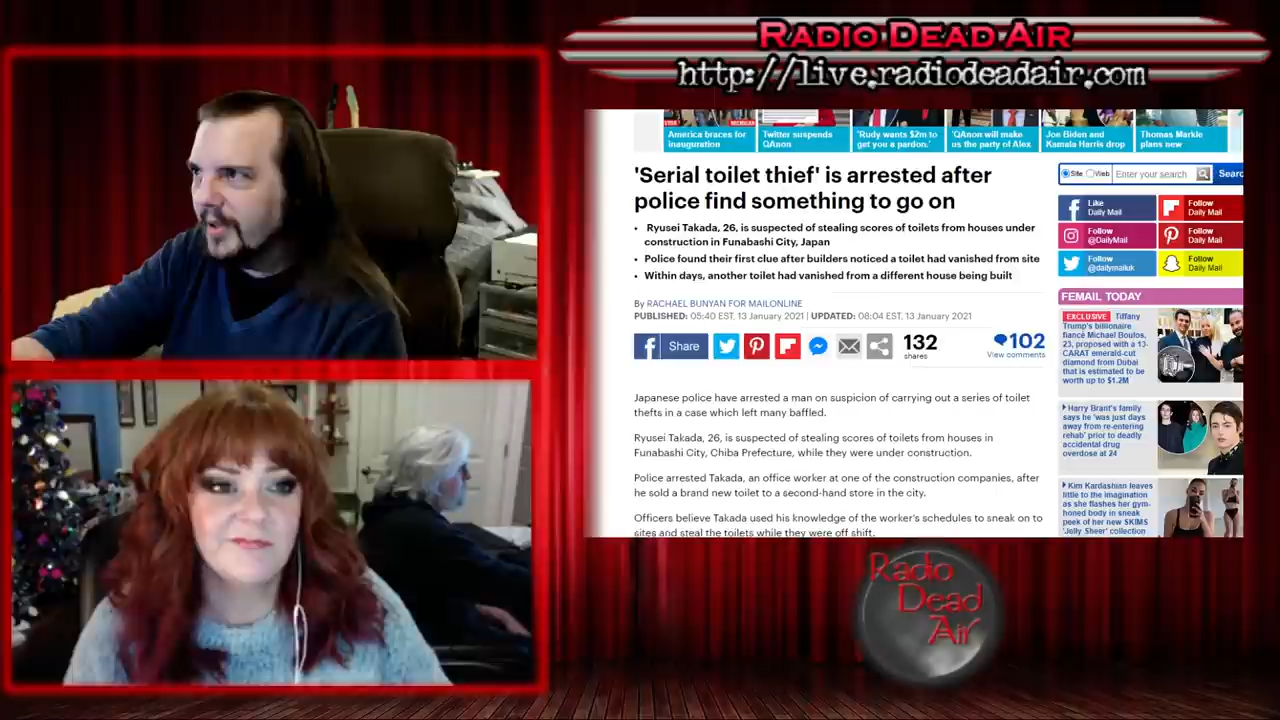 RADIO DEAD AIR
http://live.radiodeadair.com
America braces for
inauguration
Twitter suspends
QAnon
'Rudy wants $2m to
get you a pardon.'
'QAnon will make
us the party of Alex
Joe Biden and
Kamala Harris drop
Thomas Markle
plans new
'Serial toilet thief' is arrested after
police find something to go on
• Ryusei Takada, 26, is suspected of stealing scores of toilets from houses under
construction in Funabashi City, Japan
• Police found their first clue after builders noticed a toilet had vanished from site
• Within days, another toilet had vanished from a different house being built
By RACHAEL BUNYAN FOR MAILONLINE
PUBLISHED: 05:40 EST, 13 January 2021 | UPDATED: 08:04 EST, 13 January 2021
Share
132
shares
102
View comments
Japanese police have arrested a man on suspicion of carrying out a series of toilet
thefts in a case which left many baffled.
Ryusei Takada, 26, is suspected of stealing scores of toilets from houses in
Funabashi City, Chiba Prefecture, while they were under construction.
Police arrested Takada, an office worker at one of the construction companies, after
he sold a brand new toilet to a second-hand store in the city.
Officers believe Takada used his knowledge of the worker's schedules to sneak on to
sites and steal the toilets while they were off shift.
Site Web Enter your search Searc
Like
Daily Mail
Follow
Daily Mail
Follow
@DailyMail
Follow
Daily Mail
Follow
@dailymailuk
Follow
Daily Mail
FEMAIL TODAY
EXCLUSIVE Tiffany
Trump's billionaire
fiancé Michael Boulos,
23, proposed with a 13-
CARAT emerald-cut
diamond from Dubai
that is estimated to be
worth up to $1.2M
Harry Brant's family
says he 'was just days
away from re-entering
rehab' prior to deadly
accidental drug
overdose at 24
Kim Kardashian leaves
little to the imagination
as she flashes her gym-
honed body in sneak
peek of her new SKIMS
'Jelly Sheer' collection
Radio
Dead
Air